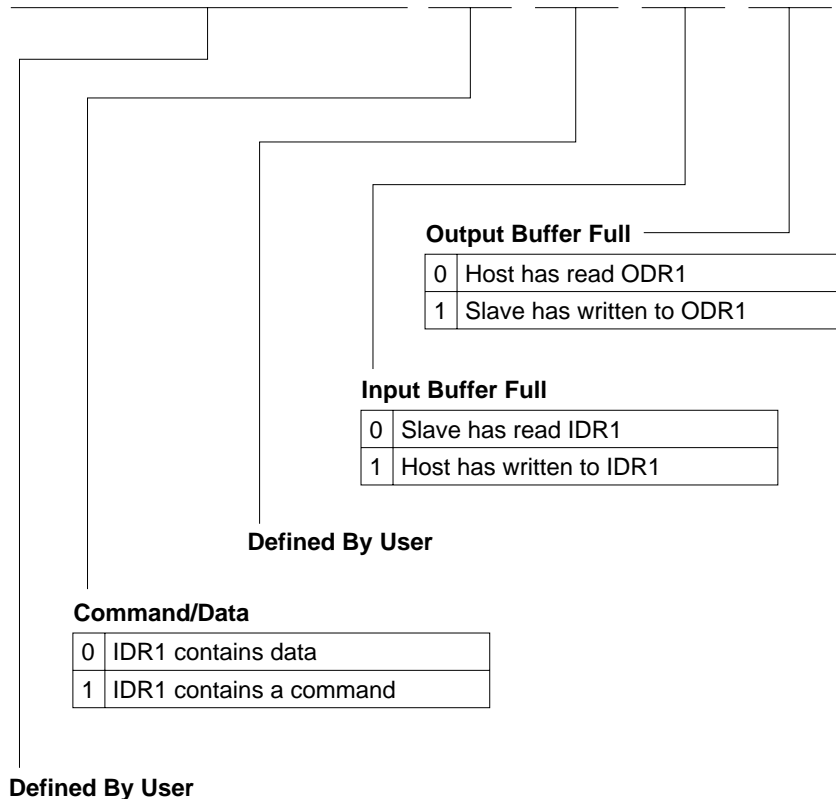 Output Buffer Full
0 Host has read ODR1
1 Slave has written to ODR1
Input Buffer Full
0 Slave has read IDR1
1 Host has written to IDR1
Defined By User
Command/Data
0 IDR1 contains data
1 IDR1 contains a command
Defined By User